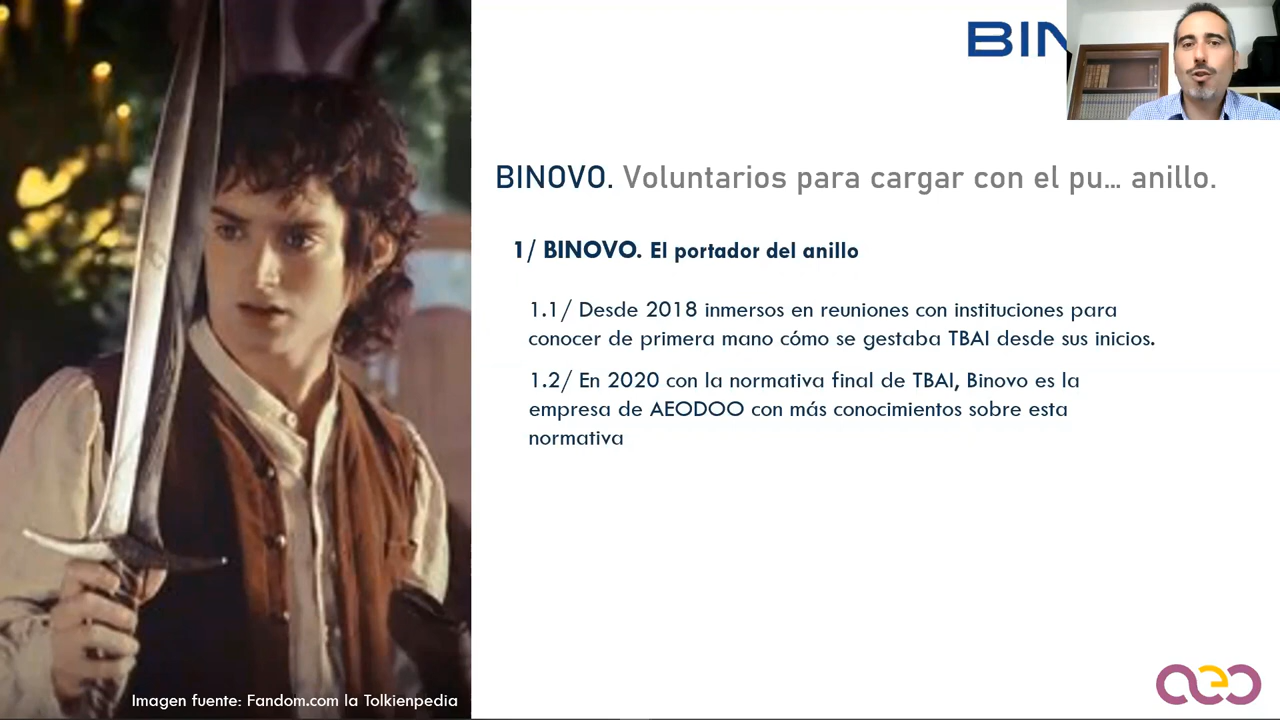 BIN
BINOVO. Voluntarios para cargar con el pu... anillo.
1/ BINOVO. El portador del anillo
1.1/ Desde 2018 inmersos en reuniones con instituciones para
conocer de primera mano cómo se gestaba TBAI desde sus inicios.
1.2/ En 2020 con la normativa final de TBAI, Binovo es la
empresa de AEODOO con más conocimientos sobre esta
normativa
Imagen fuente: Fandom.com la Tolkienpedia
aeo